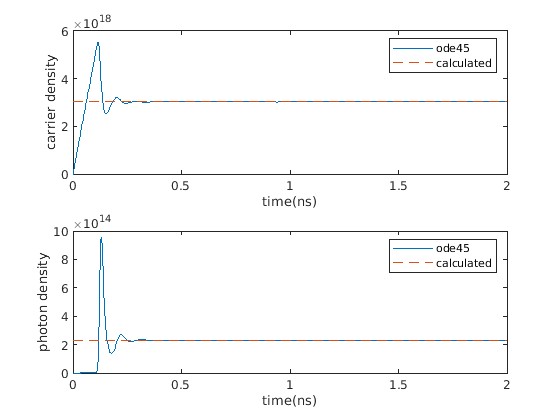 ×10^18
6
4
2
0
carrier density
ode45
calculated
0 0.5 1 1.5 2
time(ns)
×10^14
10
8
6
4
2
0
photon density
ode45
calculated
0 0.5 1 1.5 2
time(ns)